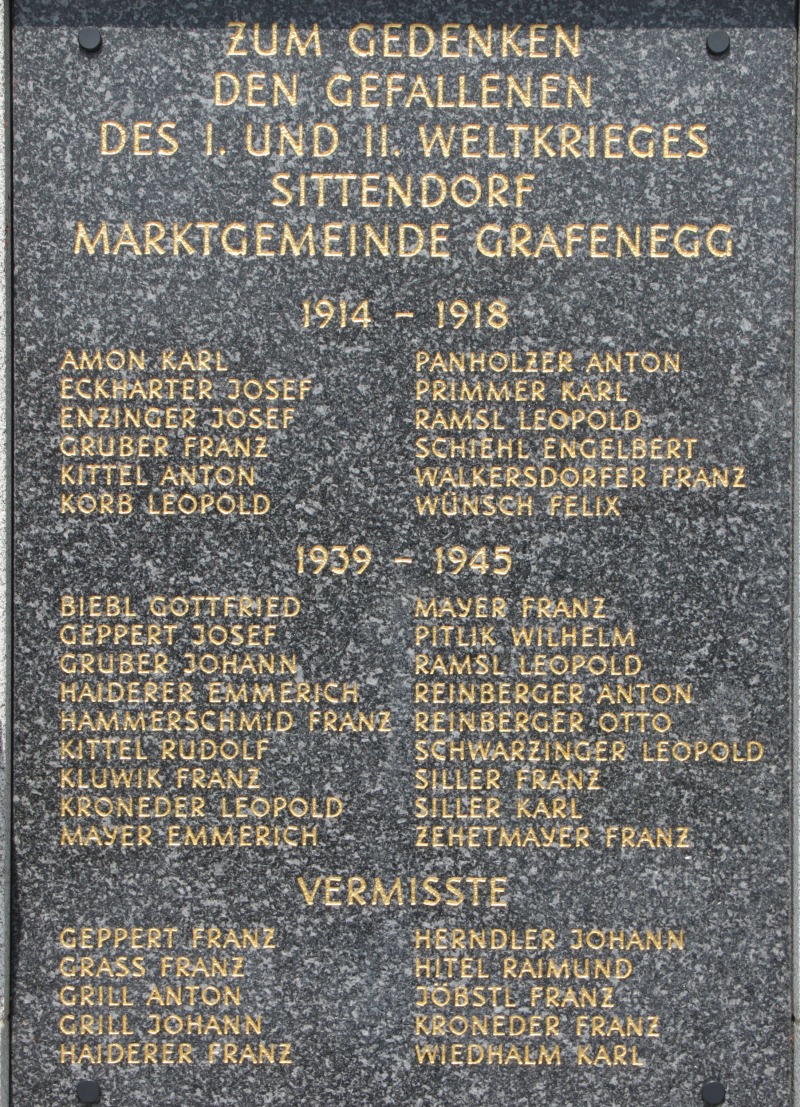 ZUM GEDENKEN
DEN GEFALLENEN
DES I. UND II. WELTKRIEGES
SITTENDORF
MARKTGEMEINDE GRAFENEGG
1914 – 1918
AMON KARL
ECKHARTER JOSEF
ENZINGER JOSEF
GRUBER FRANZ
KITTEL ANTON
KORB LEOPOLD
PANHOLZER ANTON
PRIMMER KARL
RAMSL LEOPOLD
SCHIEHL ENGELBERT
WALKERSDORFER FRANZ
WÜNSCH FELIX
1939 – 1945
BIEBL GOTTFRIED
GEPPERT JOSEF
GRUBER JOHANN
HAIDERER EMMERICH
HAMMERSCHMID FRANZ
KITTEL RUDOLF
KLUWIK FRANZ
KRONEDER LEOPOLD
MAYER EMMERICH
MAYER FRANZ
PITLIK WILHELM
RAMSL LEOPOLD
REINBERGER ANTON
REINBERGER OTTO
SCHWARZINGER LEOPOLD
SILLER FRANZ
SILLER KARL
ZEHETMAYER FRANZ
VERMISSTE
GEPPERT FRANZ
GRASS FRANZ
GRILL ANTON
GRILL JOHANN
HAIDERER FRANZ
HERNDLER JOHANN
HITEL RAIMUND
JÖBSTL FRANZ
KRONEDER FRANZ
WIEDHALM KARL